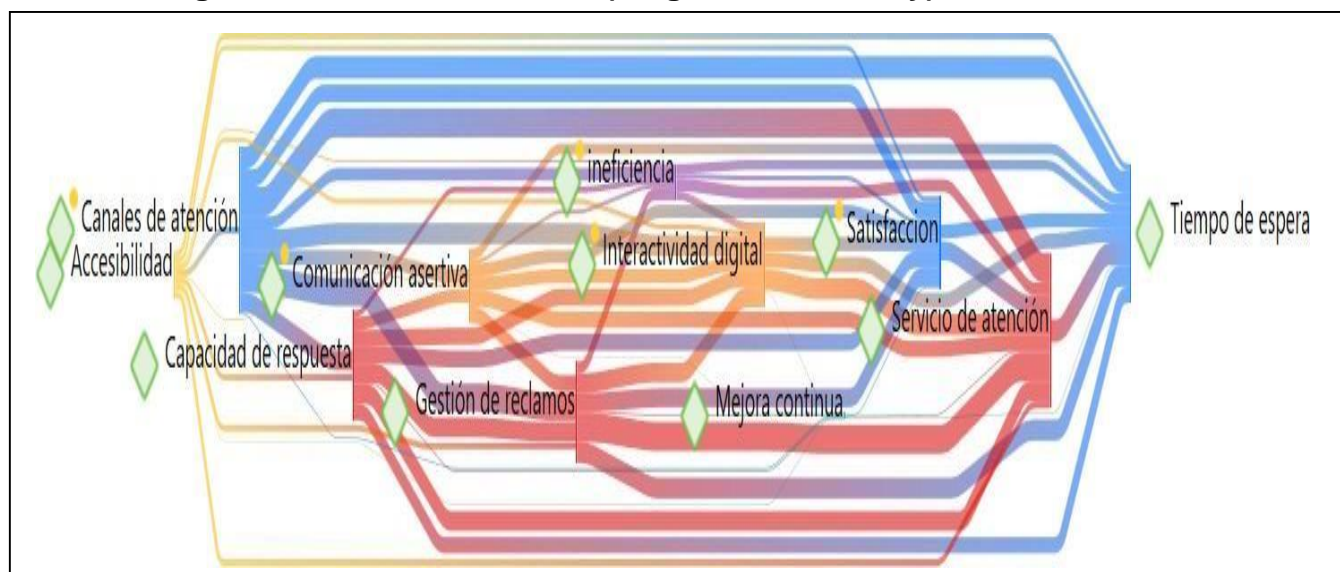 Canales de atención
Accesibilidad
Capacidad de respuesta
Comunicación asertiva
Gestión de reclamos
ineficiencia
Interactividad digital
Mejora continua
Satisfaccion
Servicio de atención
Tiempo de espera